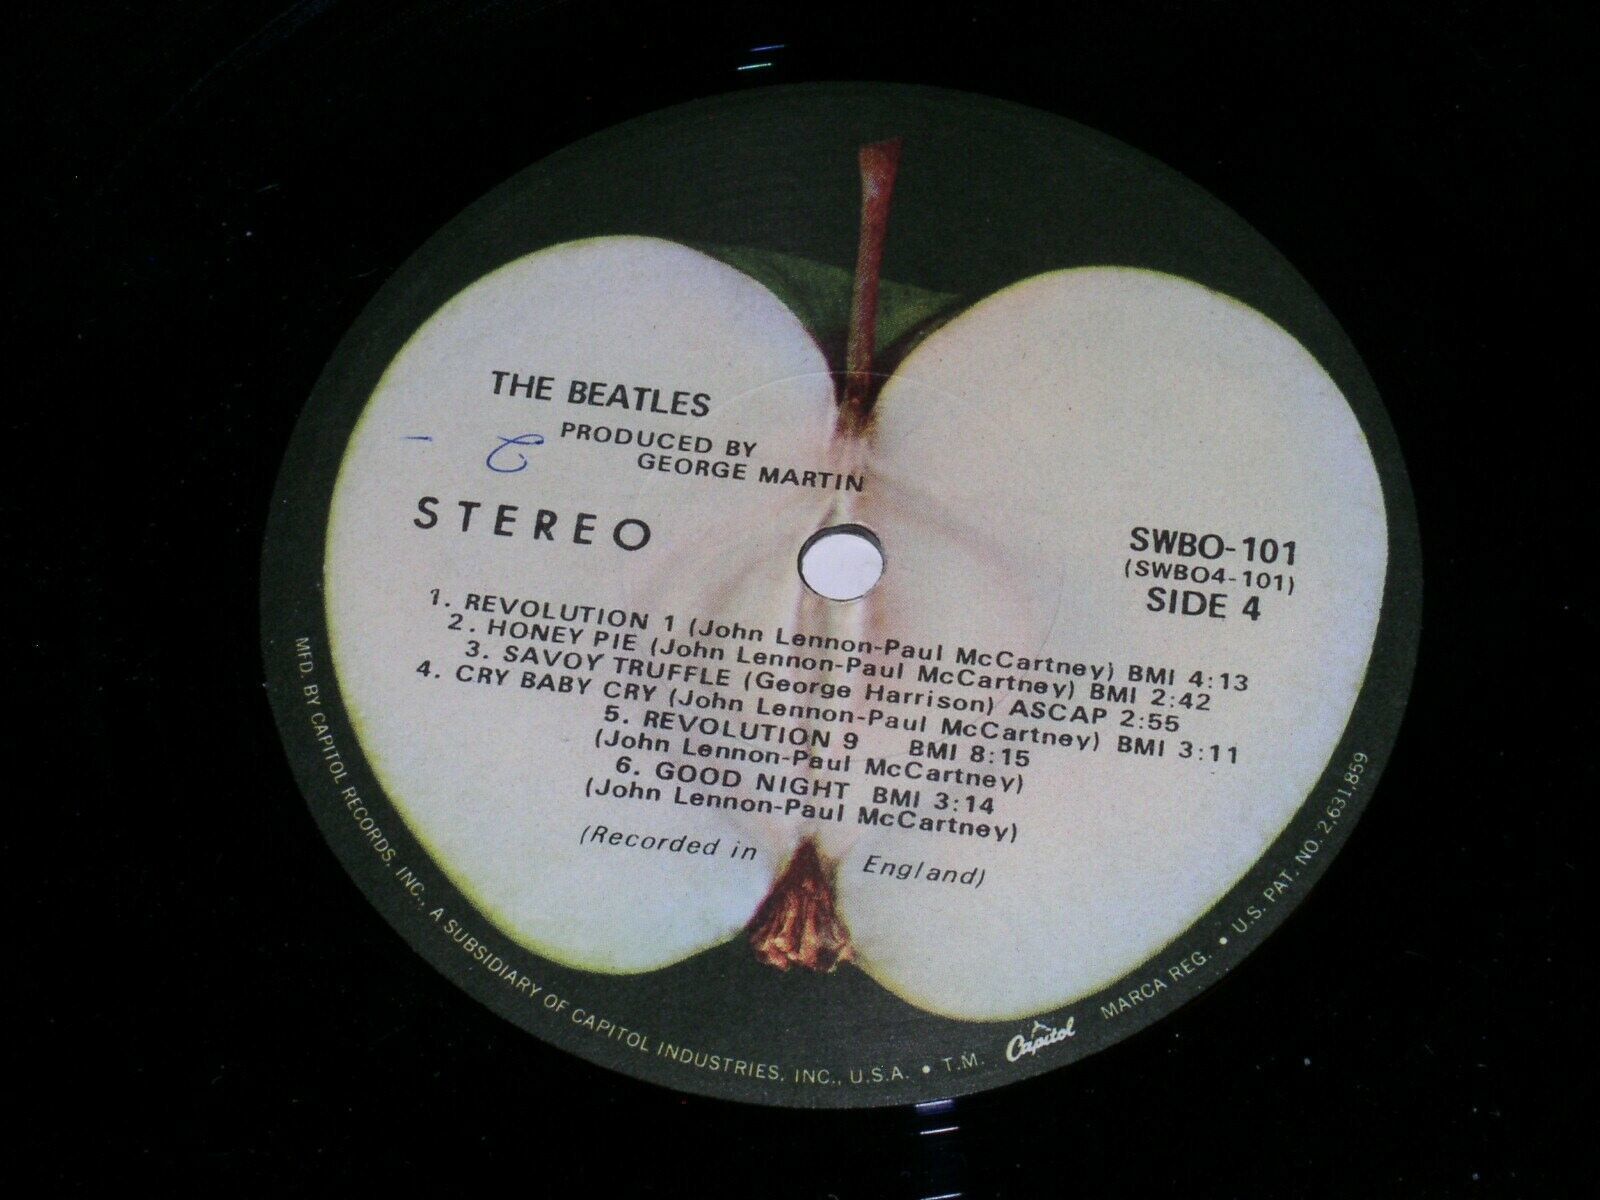 THE BEATLES
PRODUCED BY
GEORGE MARTIN
STEREO
SWBO-101
(SWBO4-101)
SIDE 4
1. REVOLUTION 1 (John Lennon-Paul McCartney) BMI 4:13
2. HONEY PIE (John Lennon-Paul McCartney) BMI 2:42
3. SAVOY TRUFFLE (George Harrison) ASCAP 2:55
4. CRY BABY CRY (John Lennon-Paul McCartney) BMI 3:11
5. REVOLUTION 9 BMI 8:15
(John Lennon-Paul McCartney)
6. GOOD NIGHT BMI 3:14
(John Lennon-Paul McCartney)
(Recorded in England)
MFD. BY CAPITOL RECORDS, INC., A SUBSIDIARY OF CAPITOL INDUSTRIES, INC., U.S.A. • T.M. Capitol MARCA REG. • U.S. PAT. NO. 2,631,859